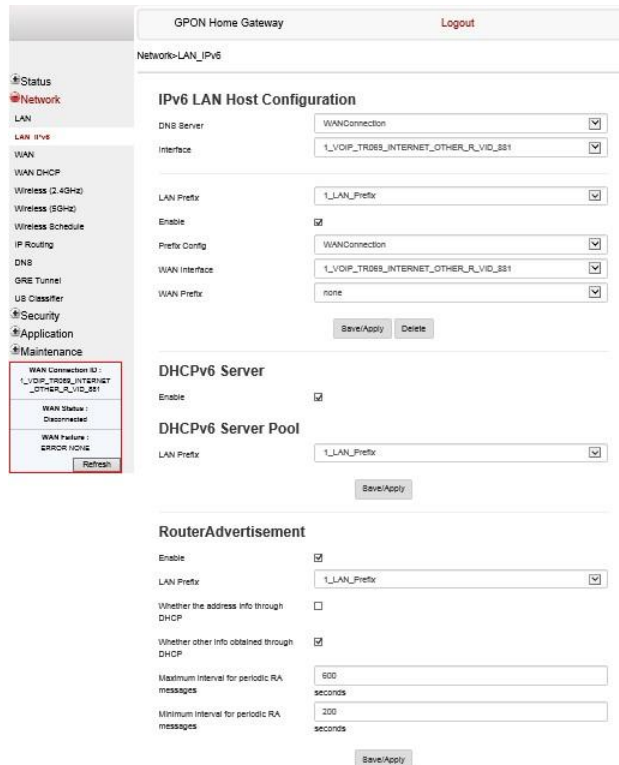 GPON Home Gateway
Logout
Network>LAN_IPv6
Status
Network
LAN
LAN IPv6
WAN
WAN DHCP
Wireless (2.4GHz)
Wireless (5GHz)
Wireless Schedule
IP Routing
DNS
GRE Tunnel
US Classifier
Security
Application
Maintenance
WAN Connection ID :
1_VOIP_TR069_INTERNET
_OTHER_R_VID_881
WAN Status :
Disconnected
WAN Failure :
ERROR NONE
Refresh
IPv6 LAN Host Configuration
DNS Server
WANConnection
Interface
1_VOIP_TR069_INTERNET_OTHER_R_VID_881
LAN Prefix
1_LAN_Prefix
Enable
Prefix Config
WANConnection
WAN Interface
1_VOIP_TR069_INTERNET_OTHER_R_VID_881
WAN Prefix
none
Save/Apply
Delete
DHCPv6 Server
Enable
DHCPv6 Server Pool
LAN Prefix
1_LAN_Prefix
Save/Apply
RouterAdvertisement
Enable
LAN Prefix
1_LAN_Prefix
Whether the address info through
DHCP
Whether other info obtained through
DHCP
Maximum interval for periodic RA
messages
600
seconds
Minimum interval for periodic RA
messages
200
seconds
Save/Apply